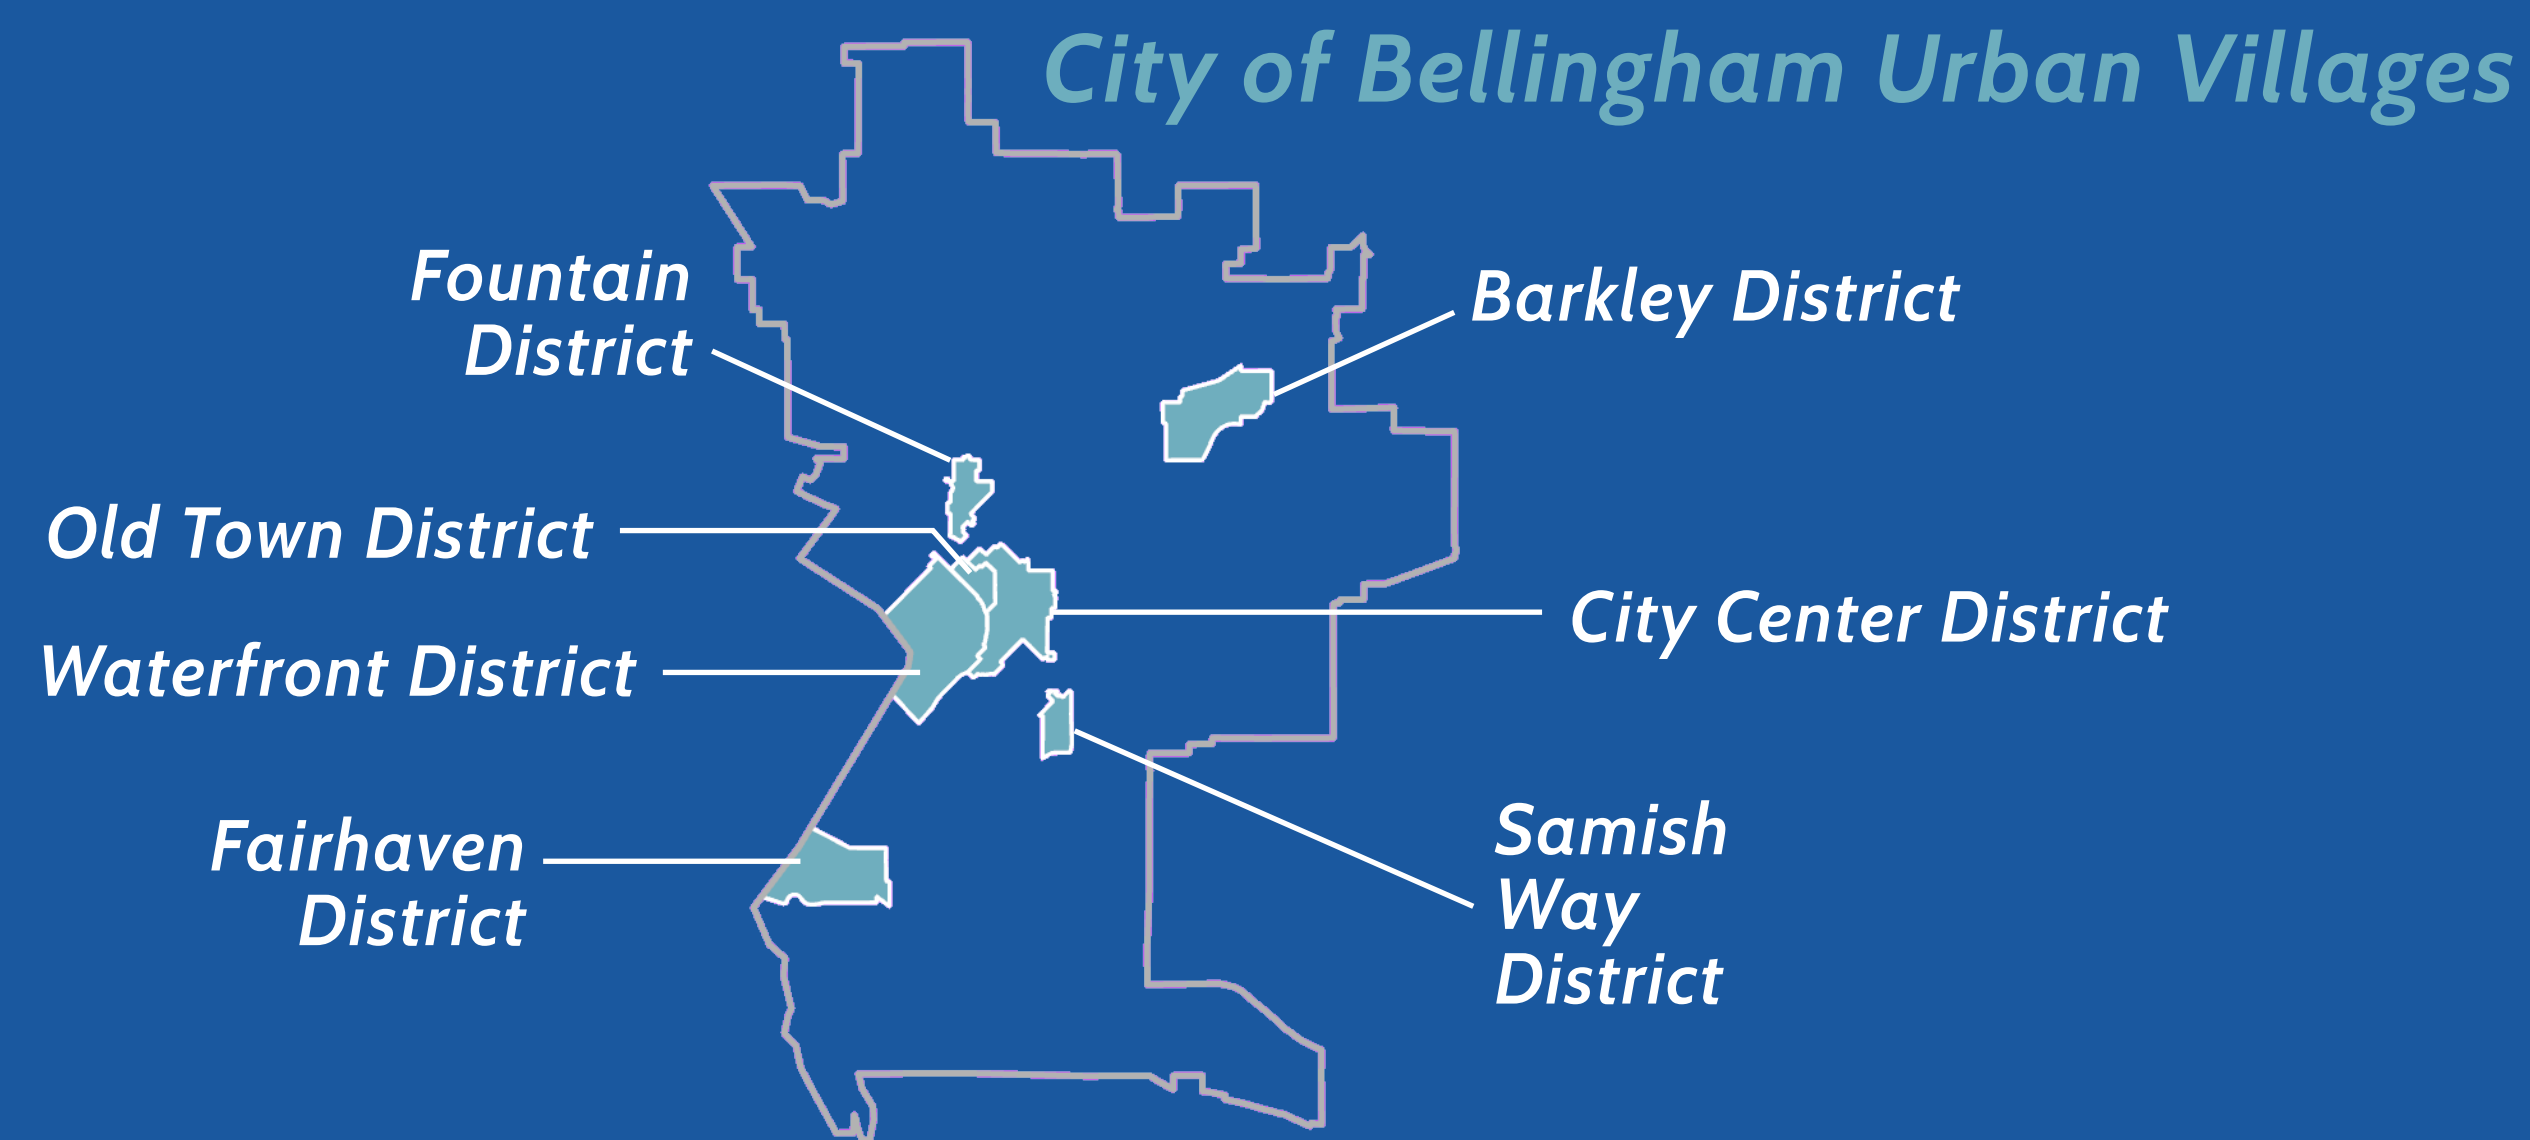 City of Bellingham Urban Villages
Fountain
District
Barkley District
Old Town District
City Center District
Waterfront District
Samish
Way
District
Fairhaven
District